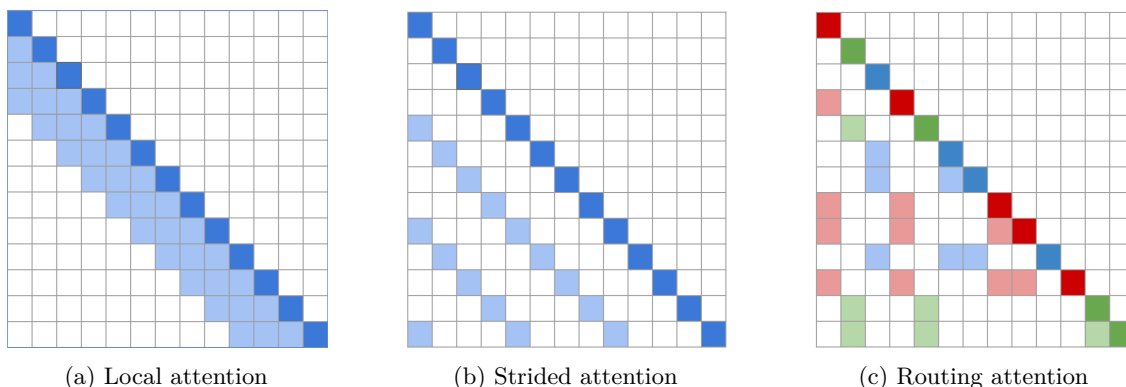 (a) Local attention
(b) Strided attention
(c) Routing attention